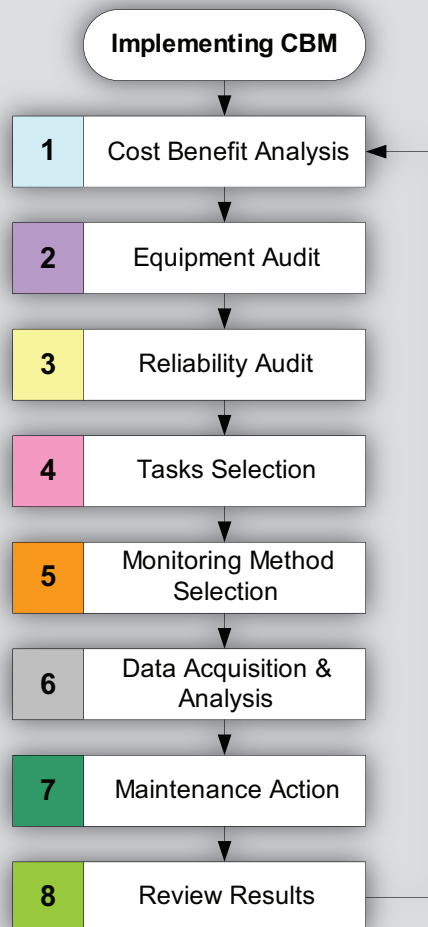 Implementing CBM
1 Cost Benefit Analysis
2 Equipment Audit
3 Reliability Audit
4 Tasks Selection
5 Monitoring Method
Selection
6 Data Acquisition &
Analysis
7 Maintenance Action
8 Review Results